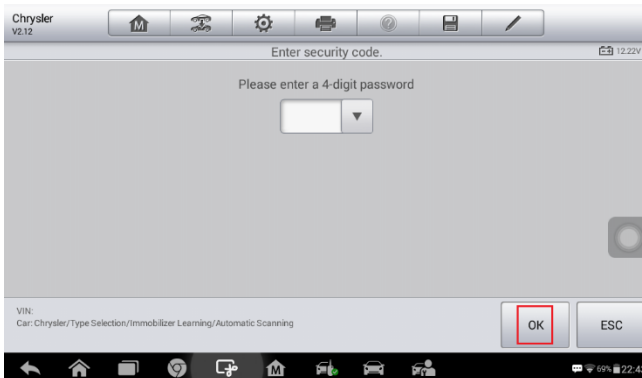 Chrysler
V2.12
Enter security code.
12.22V
Please enter a 4-digit password
VIN:
Car: Chrysler/Type Selection/Immobilizer Learning/Automatic Scanning
OK
ESC
69%